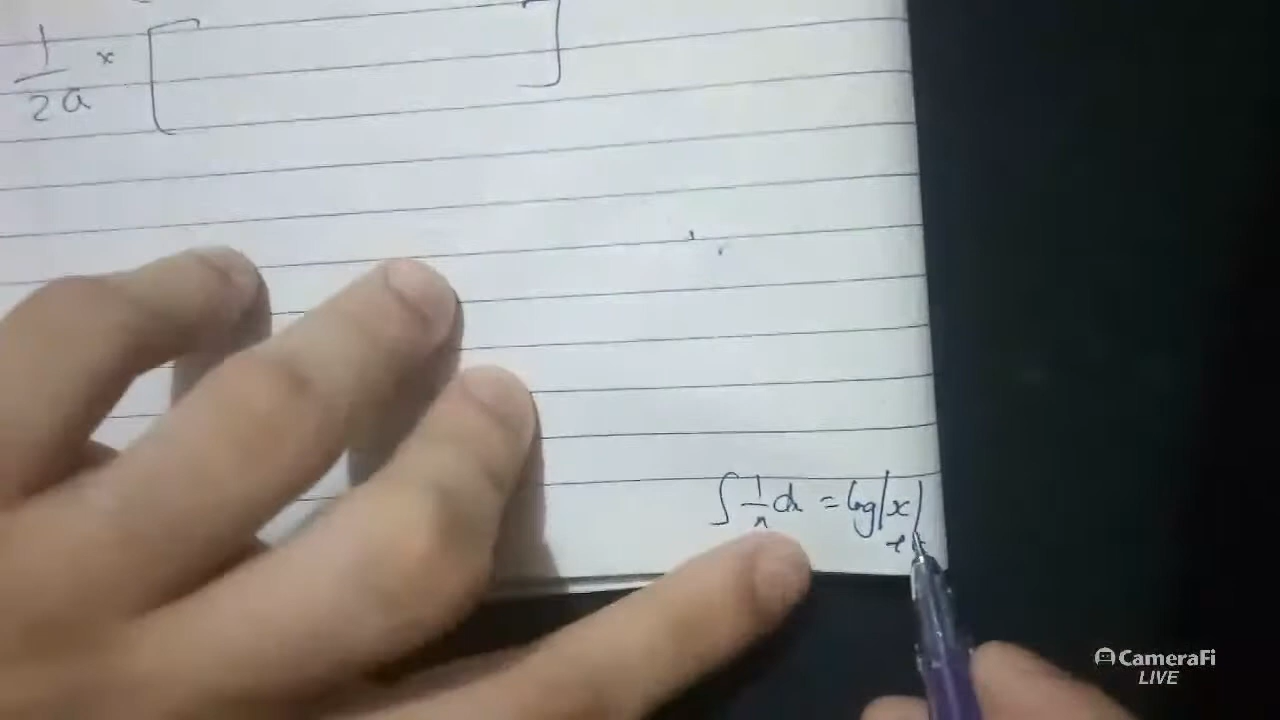 1/2a × [ ]
∫ 1/x dx = log|x|
+c
CameraFi
LIVE